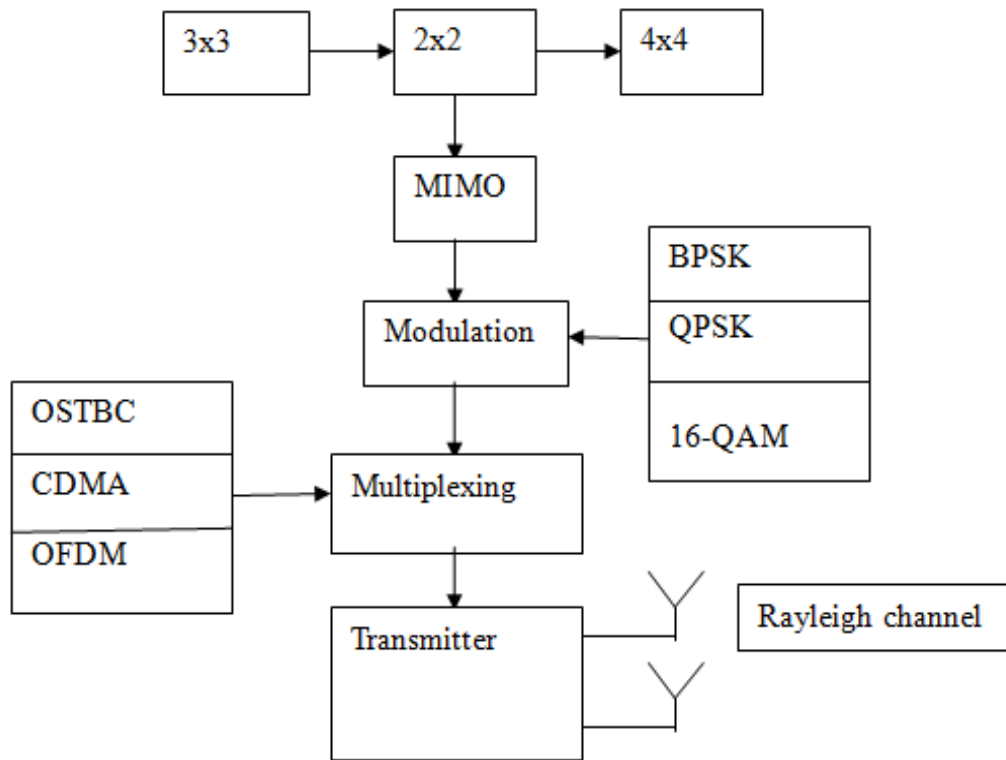 3x3
2x2
4x4
MIMO
BPSK
Modulation
QPSK
OSTBC
16-QAM
CDMA
Multiplexing
OFDM
Transmitter
Rayleigh channel